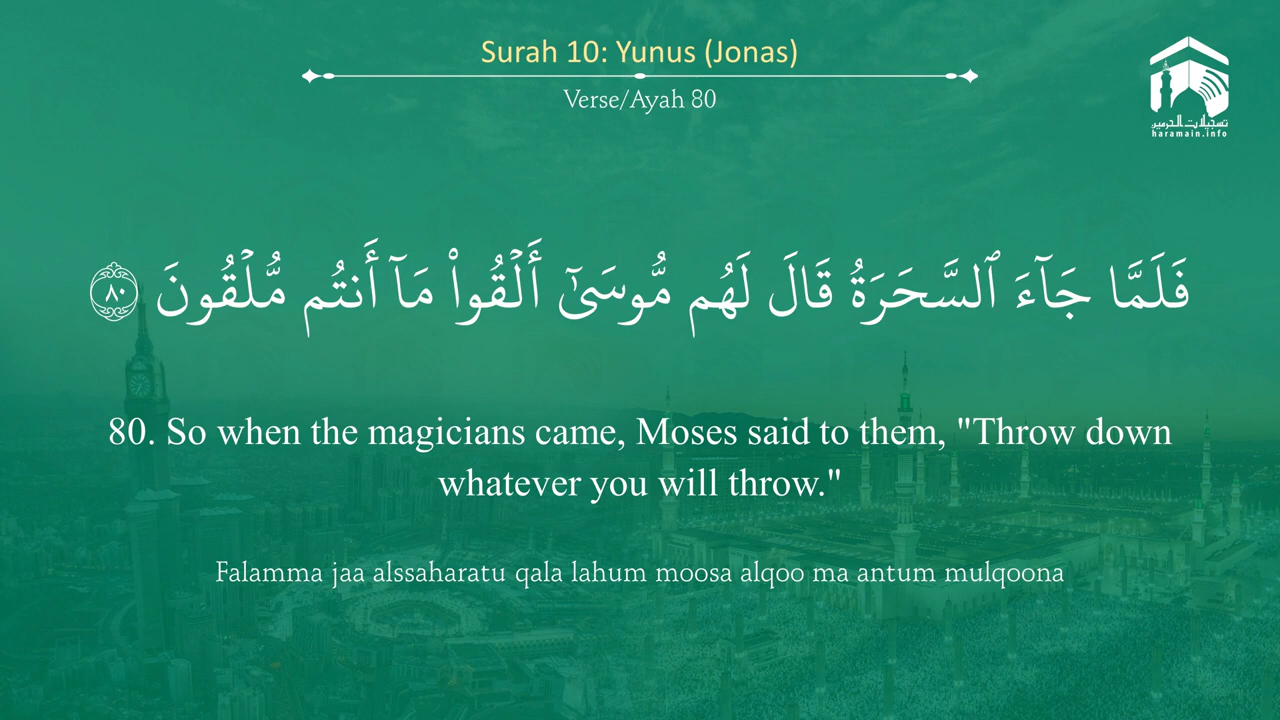 Surah 10: Yunus (Jonas)
Verse/Ayah 80
تسجيلات الحرمين
haramain.info
فَلَمَّا جَآءَ ٱلسَّحَرَةُ قَالَ لَهُم مُّوسَىٰٓ أَلْقُوا۟ مَآ أَنتُم مُّلْقُونَ ٨٠
80. So when the magicians came, Moses said to them, "Throw down
whatever you will throw."
Falamma jaa alssaharatu qala lahum moosa alqoo ma antum mulqoona